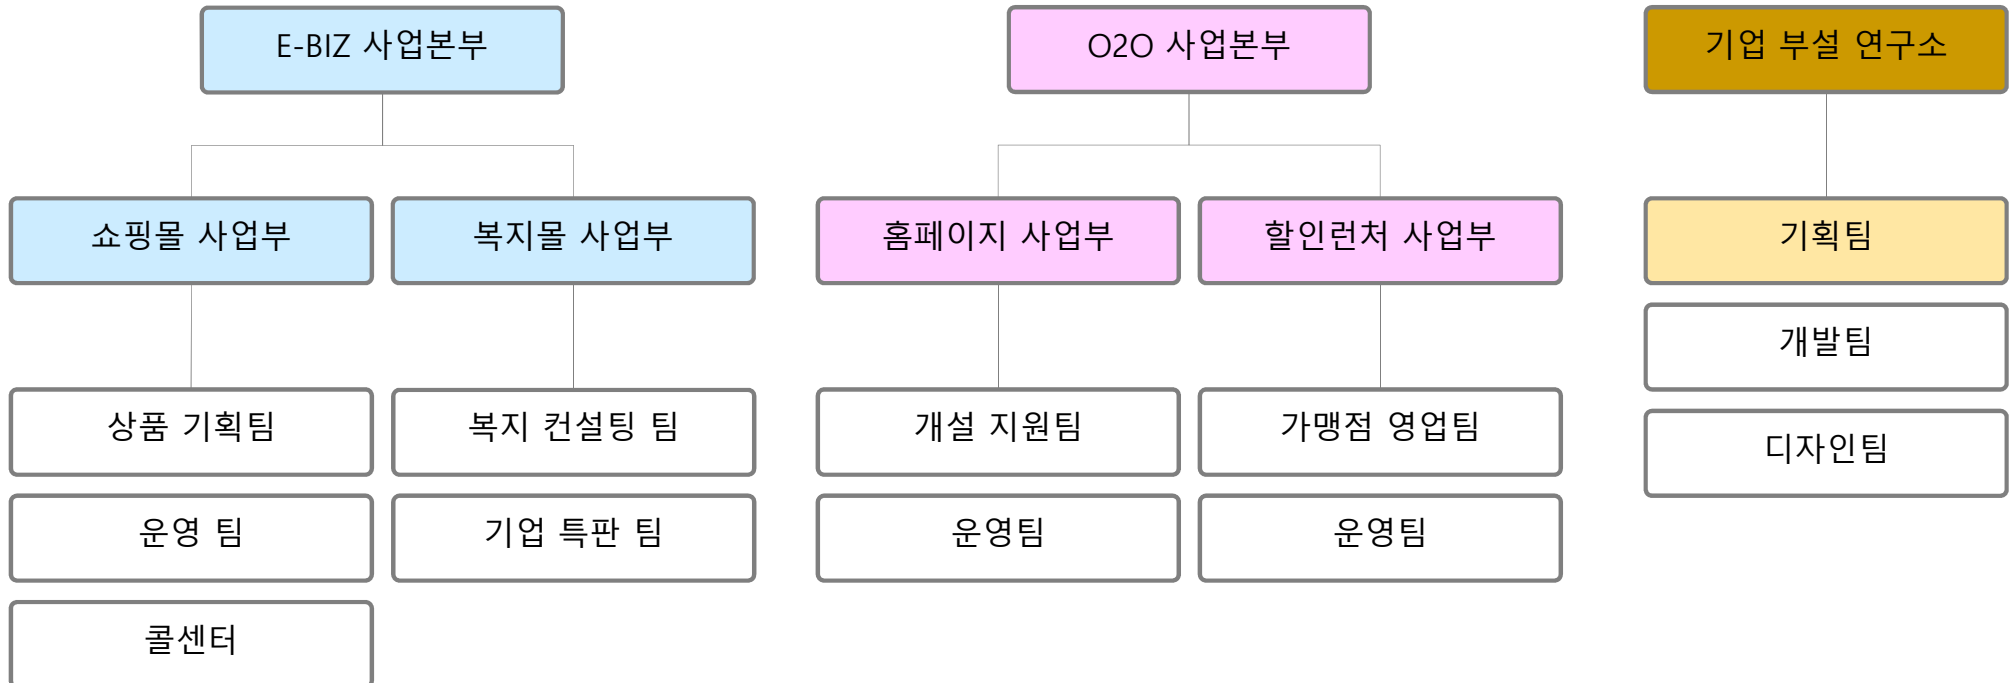 E-BIZ 사업본부
O2O 사업본부
기업 부설 연구소
쇼핑몰 사업부
복지몰 사업부
홈페이지 사업부
할인런처 사업부
기획팀
개발팀
상품 기획팀
복지 컨설팅 팀
개설 지원팀
가맹점 영업팀
디자인팀
운영 팀
기업 특판 팀
운영팀
운영팀
콜센터